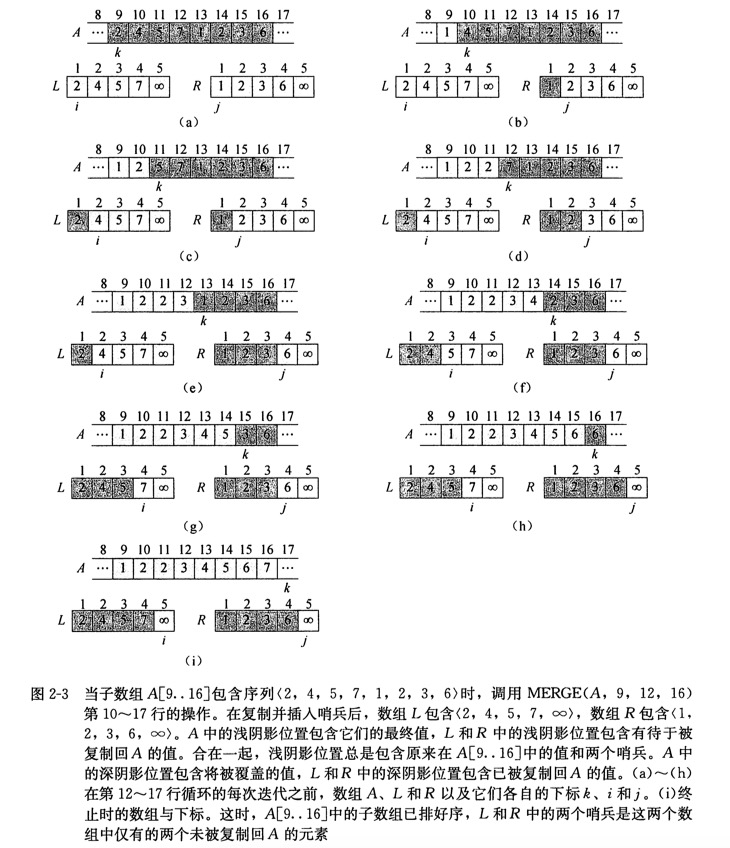 8 9 10 11 12 13 14 15 16 17
A … 2 4 5 7 1 2 3 6 …
k
1 2 3 4 5
L 2 4 5 7 ∞
i
1 2 3 4 5
R 1 2 3 6 ∞
j
(a)
8 9 10 11 12 13 14 15 16 17
A … 1 4 5 7 1 2 3 6 …
k
1 2 3 4 5
L 2 4 5 7 ∞
i
1 2 3 4 5
R 1 2 3 6 ∞
j
(b)
8 9 10 11 12 13 14 15 16 17
A … 1 2 5 7 1 2 3 6 …
k
1 2 3 4 5
L 2 4 5 7 ∞
i
1 2 3 4 5
R 1 2 3 6 ∞
j
(c)
8 9 10 11 12 13 14 15 16 17
A … 1 2 2 7 1 2 3 6 …
k
1 2 3 4 5
L 2 4 5 7 ∞
i
1 2 3 4 5
R 1 2 3 6 ∞
j
(d)
8 9 10 11 12 13 14 15 16 17
A … 1 2 2 3 1 2 3 6 …
k
1 2 3 4 5
L 2 4 5 7 ∞
i
1 2 3 4 5
R 1 2 3 6 ∞
j
(e)
8 9 10 11 12 13 14 15 16 17
A … 1 2 2 3 4 2 3 6 …
k
1 2 3 4 5
L 2 4 5 7 ∞
i
1 2 3 4 5
R 1 2 3 6 ∞
j
(f)
8 9 10 11 12 13 14 15 16 17
A … 1 2 2 3 4 5 3 6 …
k
1 2 3 4 5
L 2 4 5 7 ∞
i
1 2 3 4 5
R 1 2 3 6 ∞
j
(g)
8 9 10 11 12 13 14 15 16 17
A … 1 2 2 3 4 5 6 6 …
k
1 2 3 4 5
L 2 4 5 7 ∞
i
1 2 3 4 5
R 1 2 3 6 ∞
j
(h)
8 9 10 11 12 13 14 15 16 17
A … 1 2 2 3 4 5 6 7 …
k
1 2 3 4 5
L 2 4 5 7 ∞
i
1 2 3 4 5
R 1 2 3 6 ∞
j
(i)
图 2-3 当子数组 A[9..16]包含序列〈2, 4, 5, 7, 1, 2, 3, 6〉时，调用 MERGE(A, 9, 12, 16)
第 10~17 行的操作。在复制并插入哨兵后，数组 L 包含〈2, 4, 5, 7, ∞〉，数组 R 包含〈1,
2, 3, 6, ∞〉。A 中的浅阴影位置包含它们的最终值，L 和 R 中的浅阴影位置包含有待于被
复制回 A 的值。合在一起，浅阴影位置总是包含原来在 A[9..16]中的值和两个哨兵。A 中
的深阴影位置包含将被覆盖的值，L 和 R 中的深阴影位置包含已被复制回 A 的值。(a)~(h)
在第 12~17 行循环的每次迭代之前，数组 A、L 和 R 以及它们各自的下标 k、i 和 j。(i)终
止时的数组与下标。这时，A[9..16]中的子数组已排好序，L 和 R 中的两个哨兵是这两个数
组中仅有的两个未被复制回 A 的元素